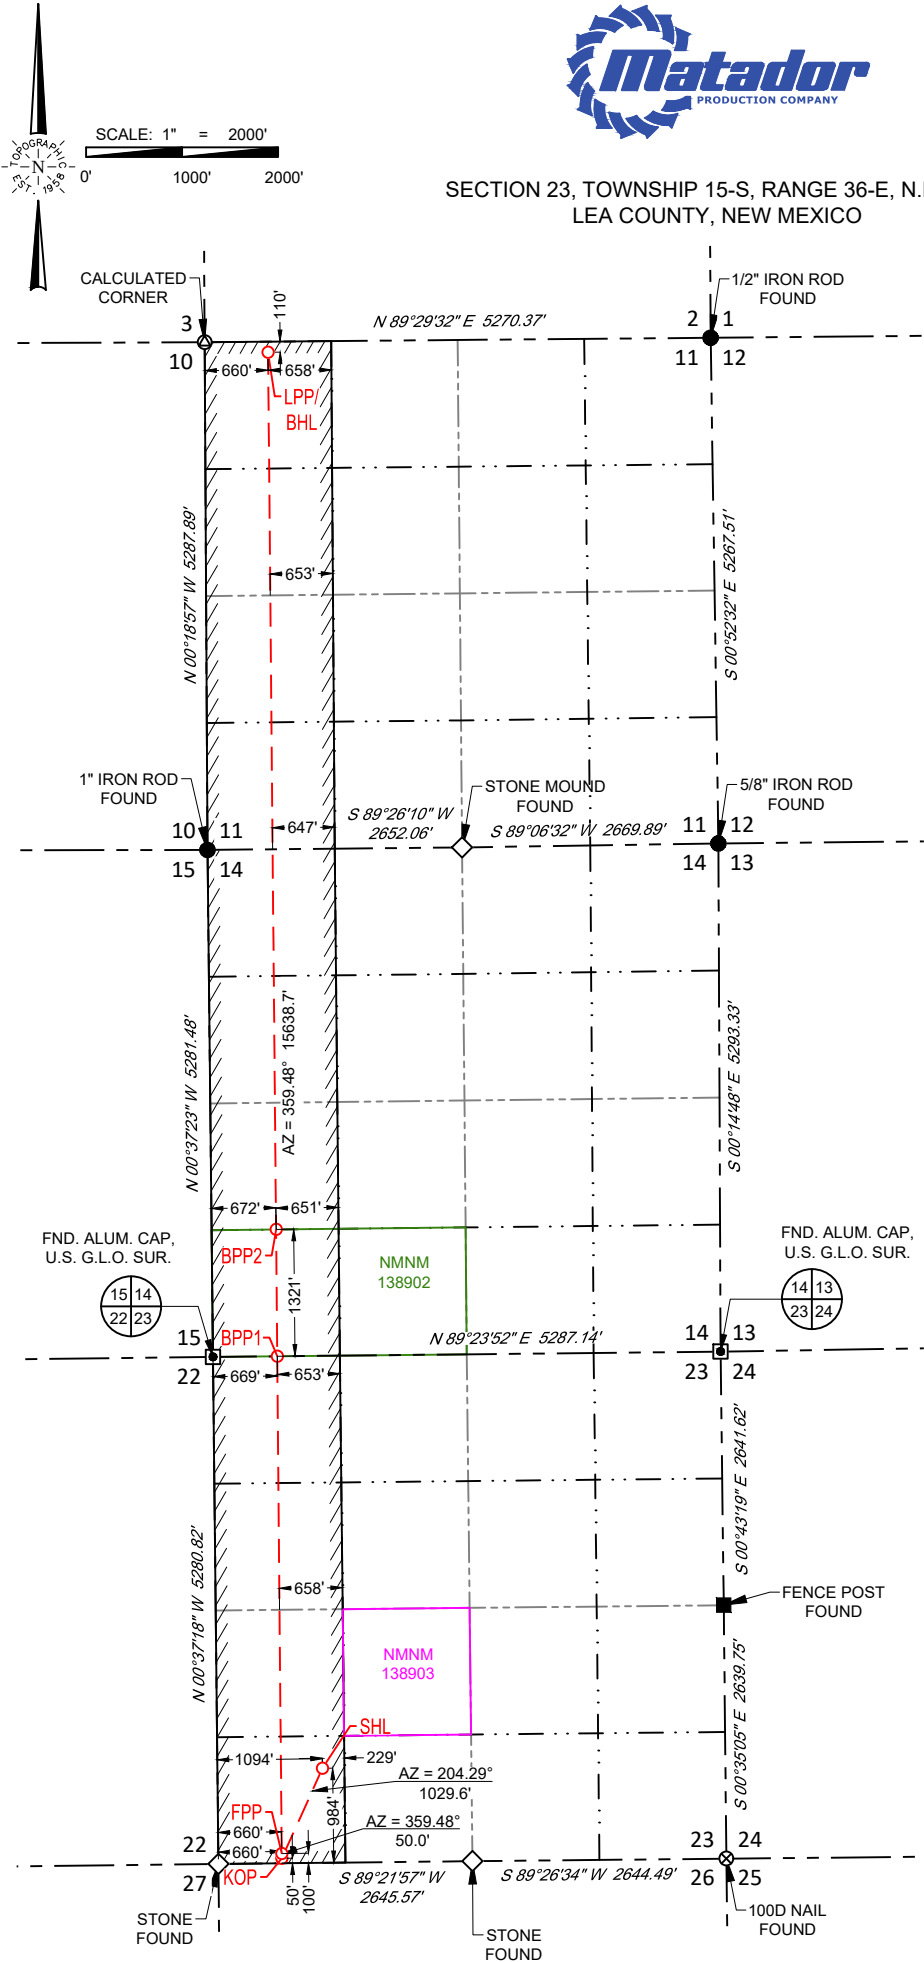 Matador
PRODUCTION COMPANY
TOPOGRAPHIC
N
EST. 1958
SCALE: 1" = 2000'
0' 1000' 2000'
SECTION 23, TOWNSHIP 15-S, RANGE 36-E, N.
LEA COUNTY, NEW MEXICO
CALCULATED
CORNER
110'
N 89°29'32" E 5270.37'
1/2" IRON ROD
FOUND
3
10
2 1
11 12
660' 658'
LPP/
BHL
N 00°18'57" W 5287.89'
S 00°52'32" E 5267.51'
653'
1" IRON ROD
FOUND
STONE MOUND
FOUND
5/8" IRON ROD
FOUND
10 11
15 14
647'
S 89°26'10" W
2652.06'
S 89°06'32" W 2669.89'
11 12
14 13
N 00°37'23" W 5281.48'
AZ = 359.48° 15638.7'
S 00°14'48" E 5293.33'
672' 651'
FND. ALUM. CAP,
U.S. G.L.O. SUR.
15 14
22 23
BPP2
1321'
NMNM
138902
FND. ALUM. CAP,
U.S. G.L.O. SUR.
14 13
23 24
15
22
BPP1
N 89°23'52" E 5287.14'
14 13
23 24
669' 653'
N 00°37'18" W 5280.82'
S 00°43'19" E 2641.62'
658'
FENCE POST
FOUND
NMNM
138903
S 00°35'05" E 2639.75'
SHL
1094' 229'
AZ = 204.29°
1029.6'
984'
FPP
660'
AZ = 359.48°
50.0'
660'
KOP
22
27
50'
100'
S 89°21'57" W
2645.57'
S 89°26'34" W 2644.49'
23 24
26 25
STONE
FOUND
STONE
FOUND
100D NAIL
FOUND